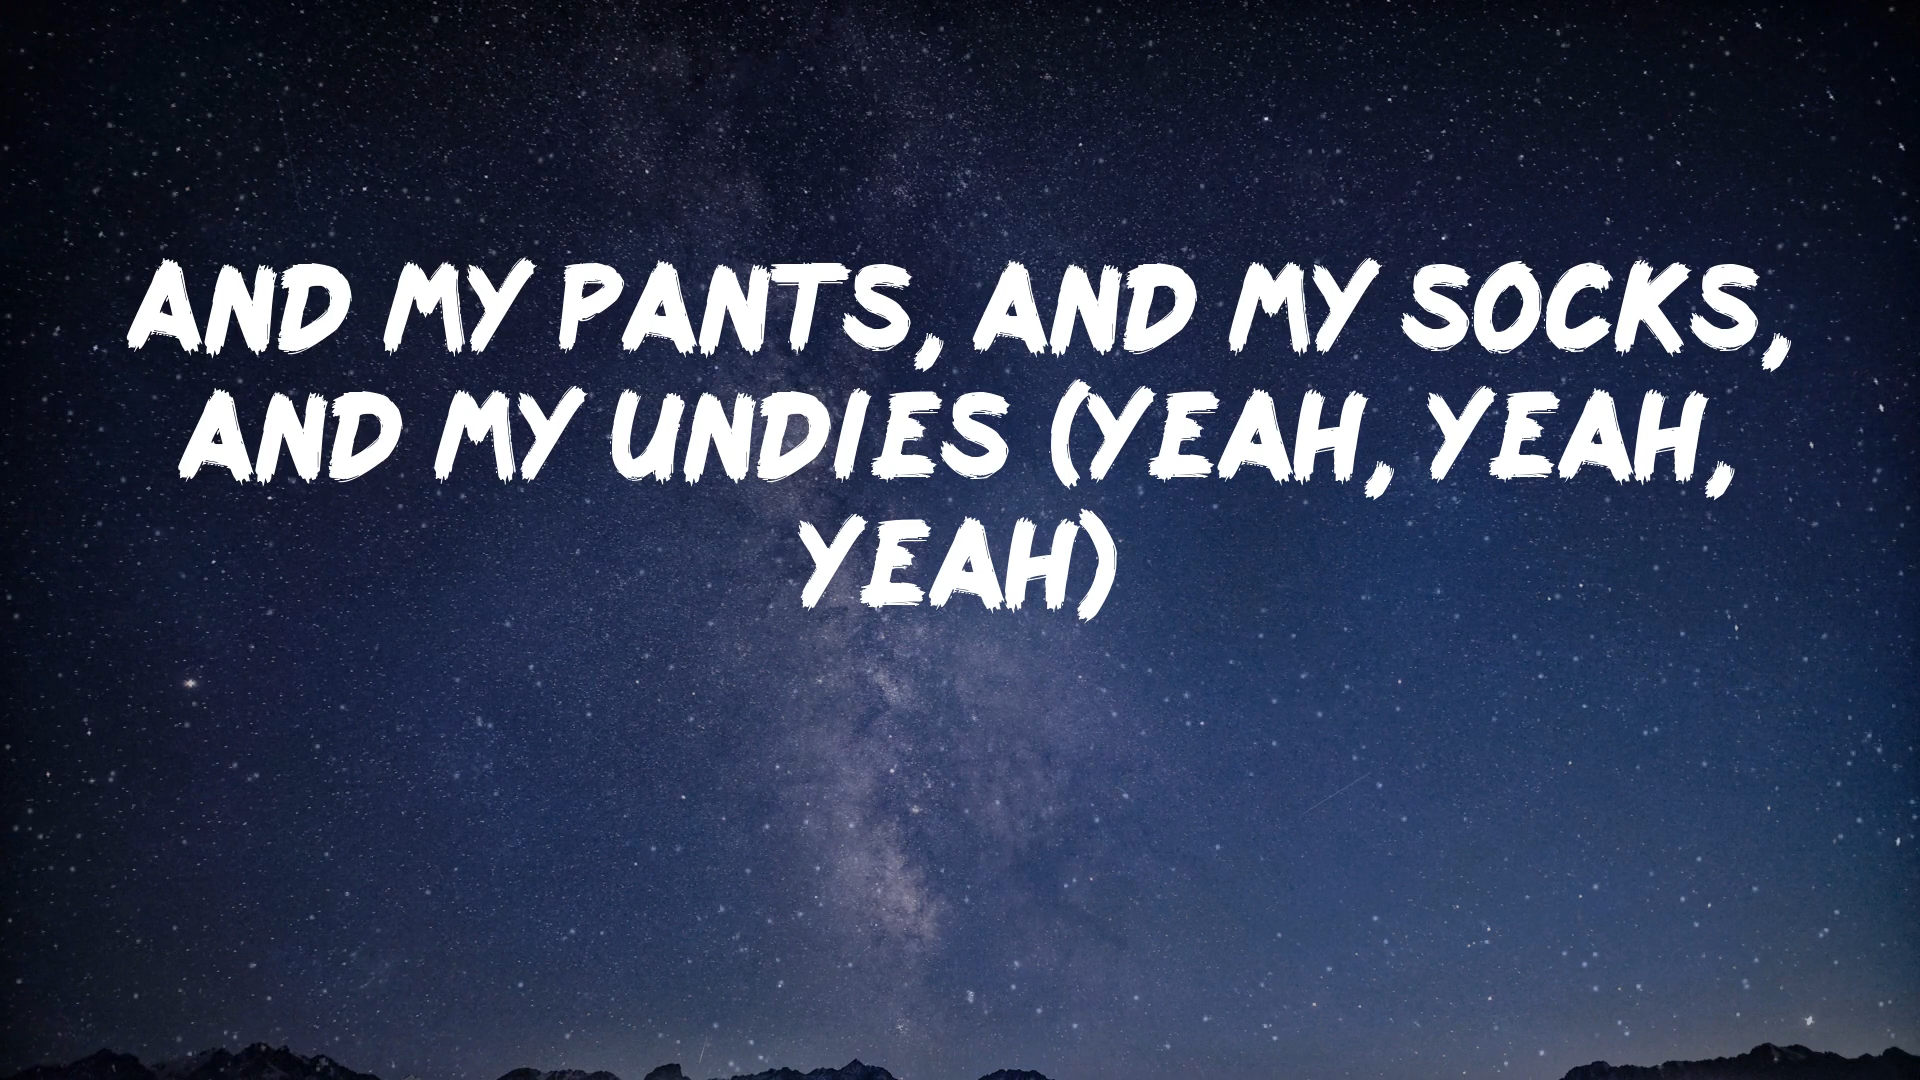 AND MY PANTS, AND MY SOCKS,
AND MY UNDIES (YEAH, YEAH,
YEAH)